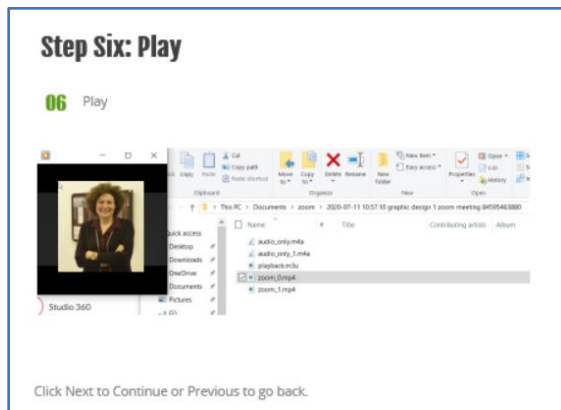 Step Six: Play
06 Play
Cut
Copy path
Paste shortcut
Copy Paste
Clipboard
Move to
Copy to
Delete Rename
Organize
New folder
New item
Easy access
New
Properties
Open
Edit
History
Open
This PC > Documents > zoom > 2020-07-11 10.57.10 graphic design 1 zoom meeting 84595463880
Quick access
Desktop
Downloads
OneDrive
Documents
Pictures
Name # Title Contributing artists Album
audio_only.m4a
audio_only_1.m4a
playback.m3u
zoom_0.mp4
zoom_1.mp4
Studio 360
Click Next to Continue or Previous to go back.